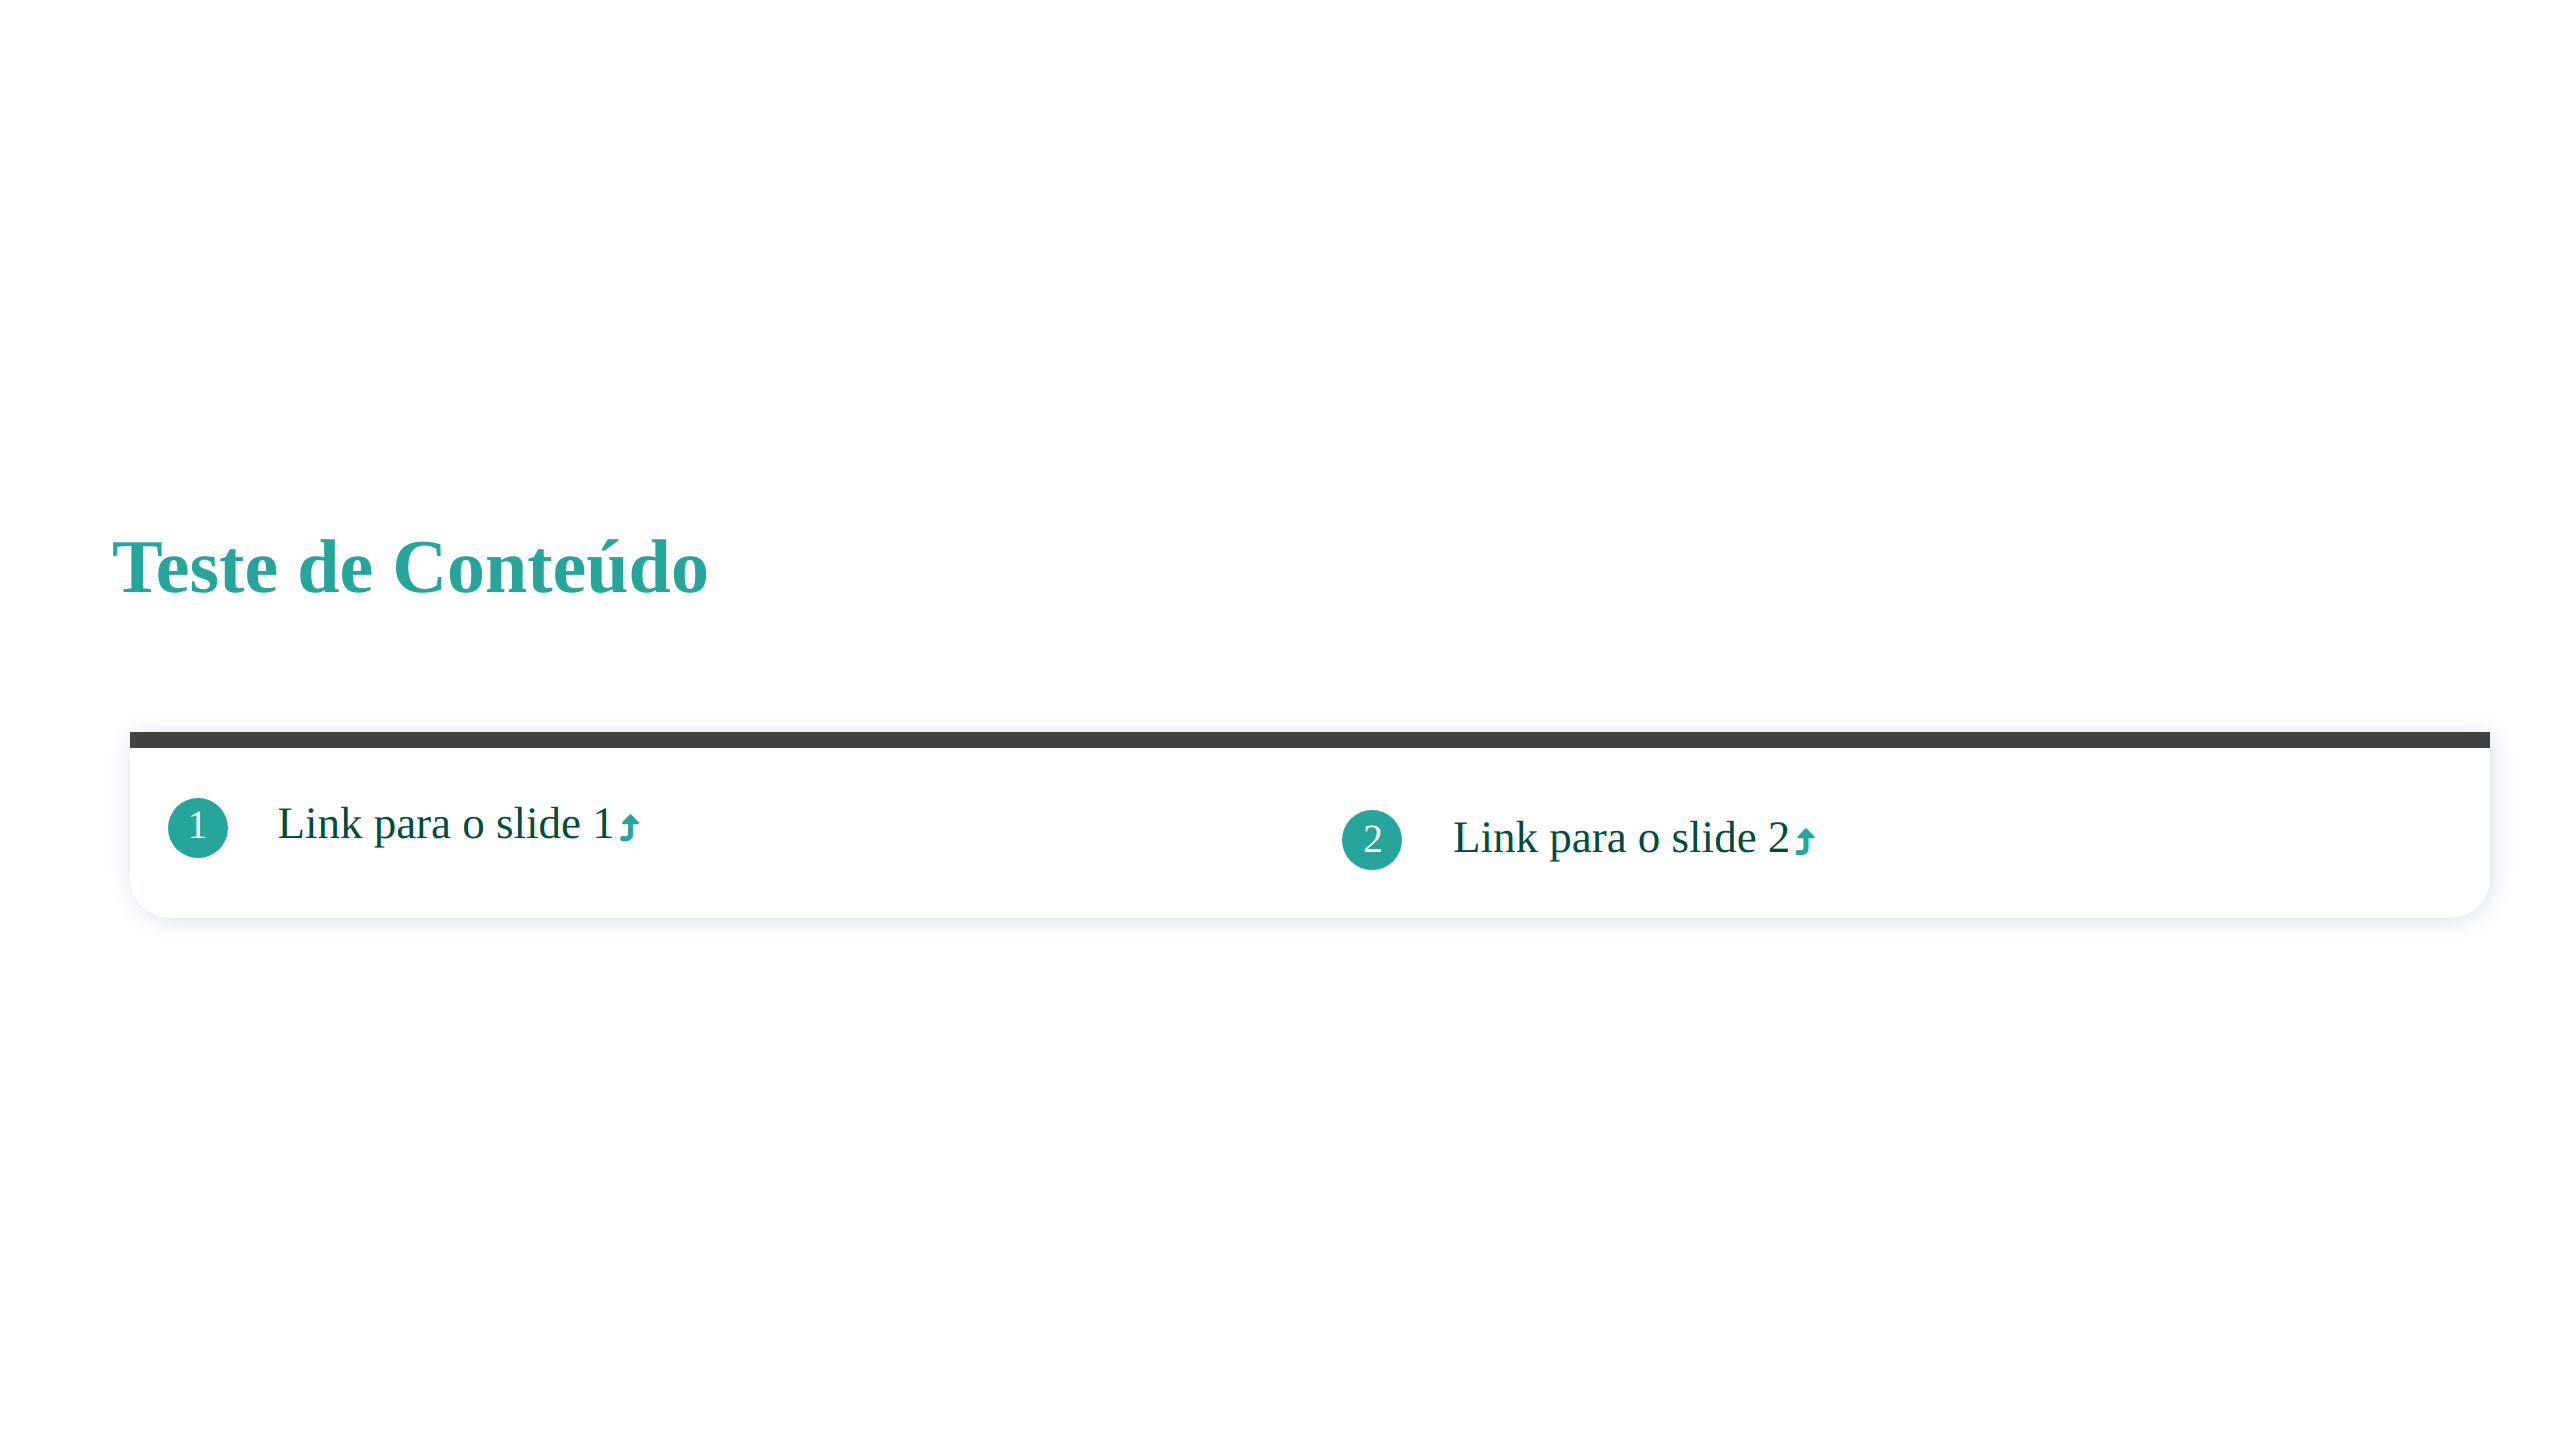 Teste de Conteúdo
1 Link para o slide 1
2 Link para o slide 2